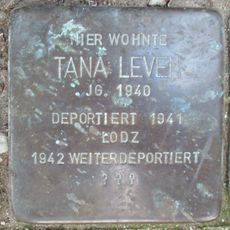 HIER WOHNTE
TANA LEVEN
JG. 1940
DEPORTIERT 1941
LODZ
1942 WEITERDEPORTIERT
???